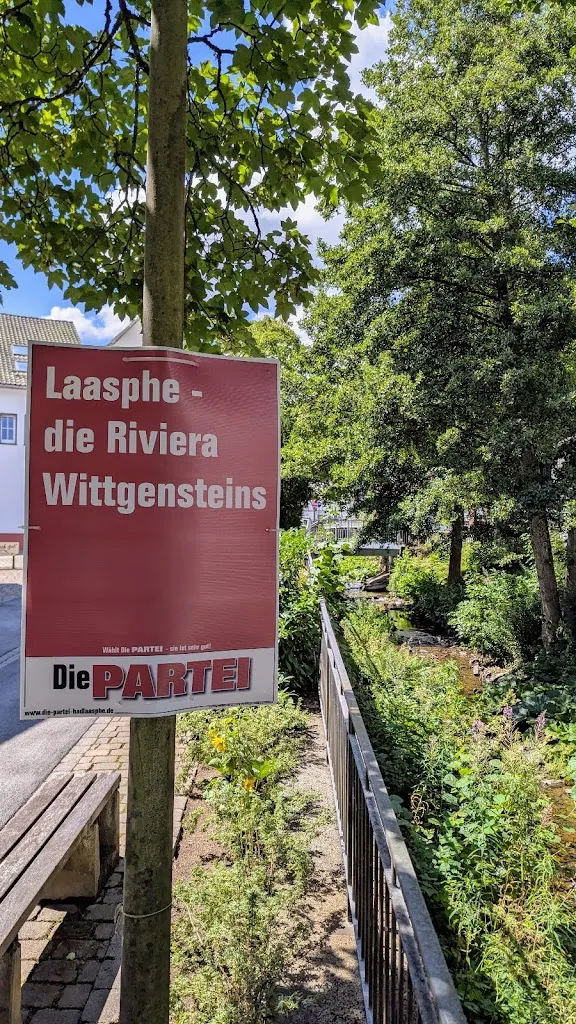 Laasphe -
die Riviera
Wittgensteins
Wählt Die PARTEI - sie ist sehr gut!
Die PARTEI
www.die-partei-badlaasphe.de